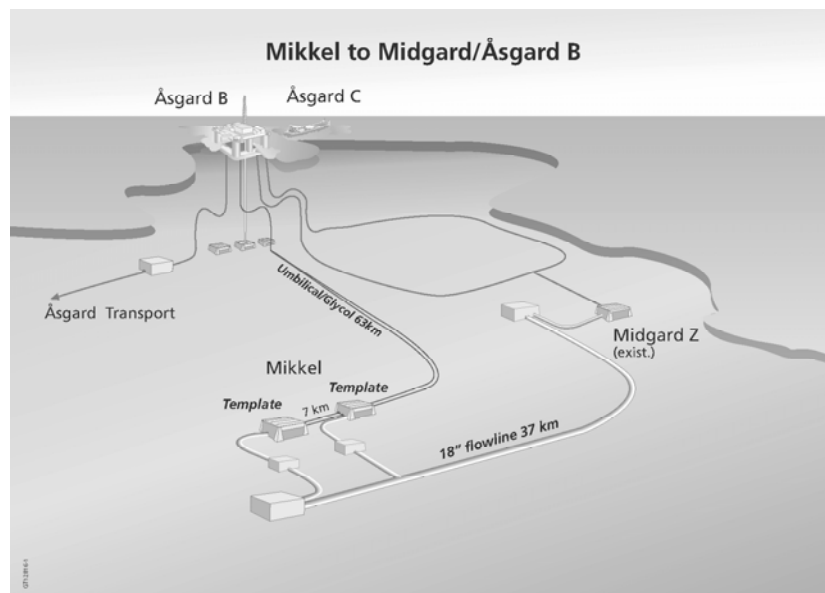 Mikkel to Midgard/Åsgard B
Åsgard B
Åsgard C
Umbilical/Glycol 63km
Åsgard Transport
Midgard Z
(exist.)
Mikkel
Template
Template
7 km
18" flowline 37 km